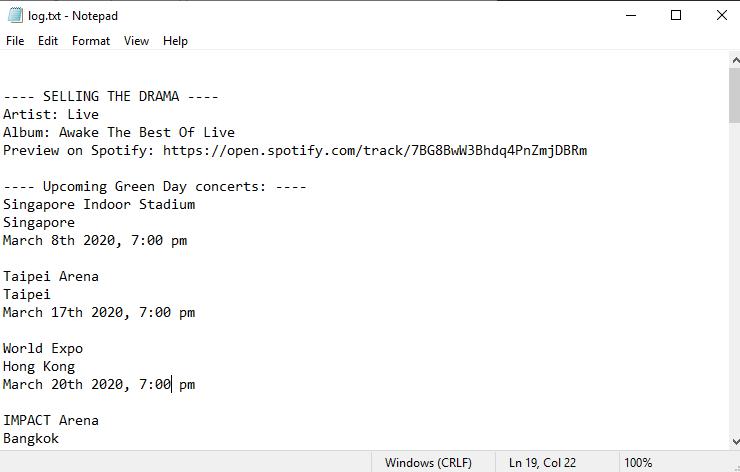 log.txt - Notepad
File Edit Format View Help
---- SELLING THE DRAMA ----
Artist: Live
Album: Awake The Best Of Live
Preview on Spotify: https://open.spotify.com/track/7BG8BwW3Bhdq4PnZmjDBRm
---- Upcoming Green Day concerts: ----
Singapore Indoor Stadium
Singapore
March 8th 2020, 7:00 pm
Taipei Arena
Taipei
March 17th 2020, 7:00 pm
World Expo
Hong Kong
March 20th 2020, 7:00 pm
IMPACT Arena
Bangkok
Windows (CRLF) Ln 19, Col 22 100%